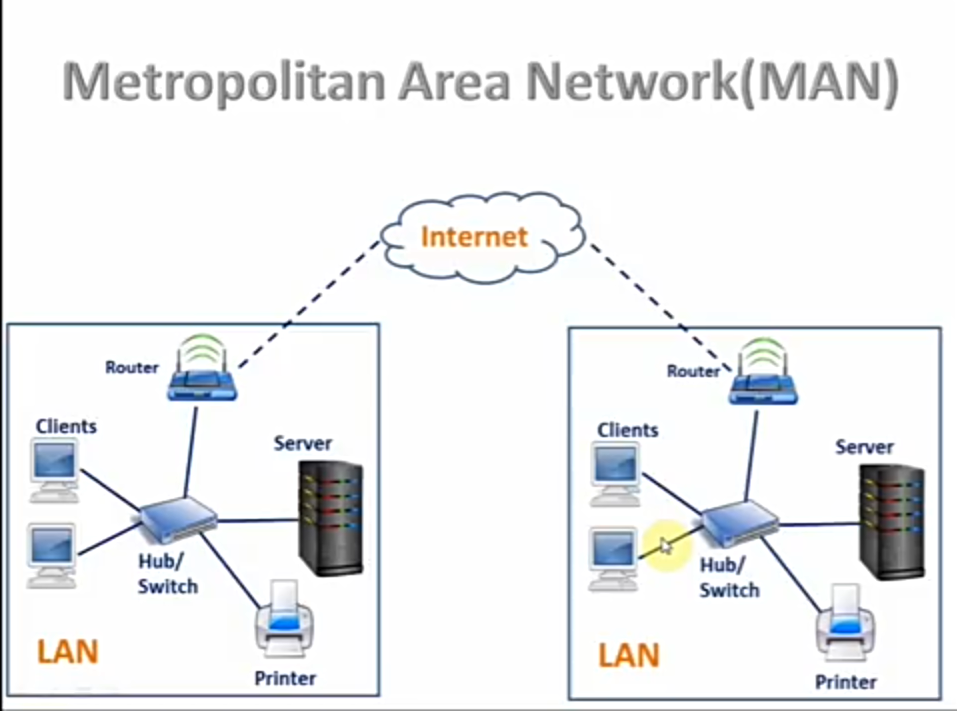 Metropolitan Area Network(MAN)
Internet
Router
Clients
Server
Hub/
Switch
LAN
Printer
Router
Clients
Server
Hub/
Switch
LAN
Printer